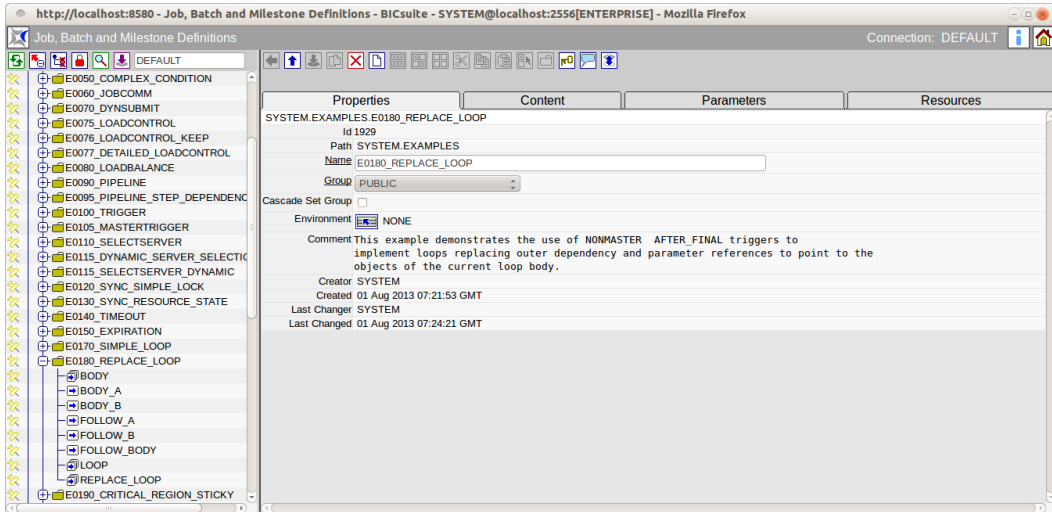 http://localhost:8580 - Job, Batch and Milestone Definitions - BICsuite - SYSTEM@localhost:2556[ENTERPRISE] - Mozilla Firefox
Job, Batch and Milestone Definitions
Connection: DEFAULT
DEFAULT
E0050_COMPLEX_CONDITION
E0060_JOBCOMM
E0070_DYNSUBMIT
E0075_LOADCONTROL
E0076_LOADCONTROL_KEEP
E0077_DETAILED_LOADCONTROL
E0080_LOADBALANCE
E0090_PIPELINE
E0095_PIPELINE_STEP_DEPENDENC
E0100_TRIGGER
E0105_MASTERTRIGGER
E0110_SELECTSERVER
E0115_DYNAMIC_SERVER_SELECTI
E0115_SELECTSERVER_DYNAMIC
E0120_SYNC_SIMPLE_LOCK
E0130_SYNC_RESOURCE_STATE
E0140_TIMEOUT
E0150_EXPIRATION
E0170_SIMPLE_LOOP
E0180_REPLACE_LOOP
BODY
BODY_A
BODY_B
FOLLOW_A
FOLLOW_B
FOLLOW_BODY
LOOP
REPLACE_LOOP
E0190_CRITICAL_REGION_STICKY
Properties
Content
Parameters
Resources
SYSTEM.EXAMPLES.E0180_REPLACE_LOOP
Id 1929
Path SYSTEM.EXAMPLES
Name E0180_REPLACE_LOOP
Group PUBLIC
Cascade Set Group
Environment NONE
Comment This example demonstrates the use of NONMASTER AFTER_FINAL triggers to
implement loops replacing outer dependency and parameter references to point to the
objects of the current loop body.
Creator SYSTEM
Created 01 Aug 2013 07:21:53 GMT
Last Changer SYSTEM
Last Changed 01 Aug 2013 07:24:21 GMT